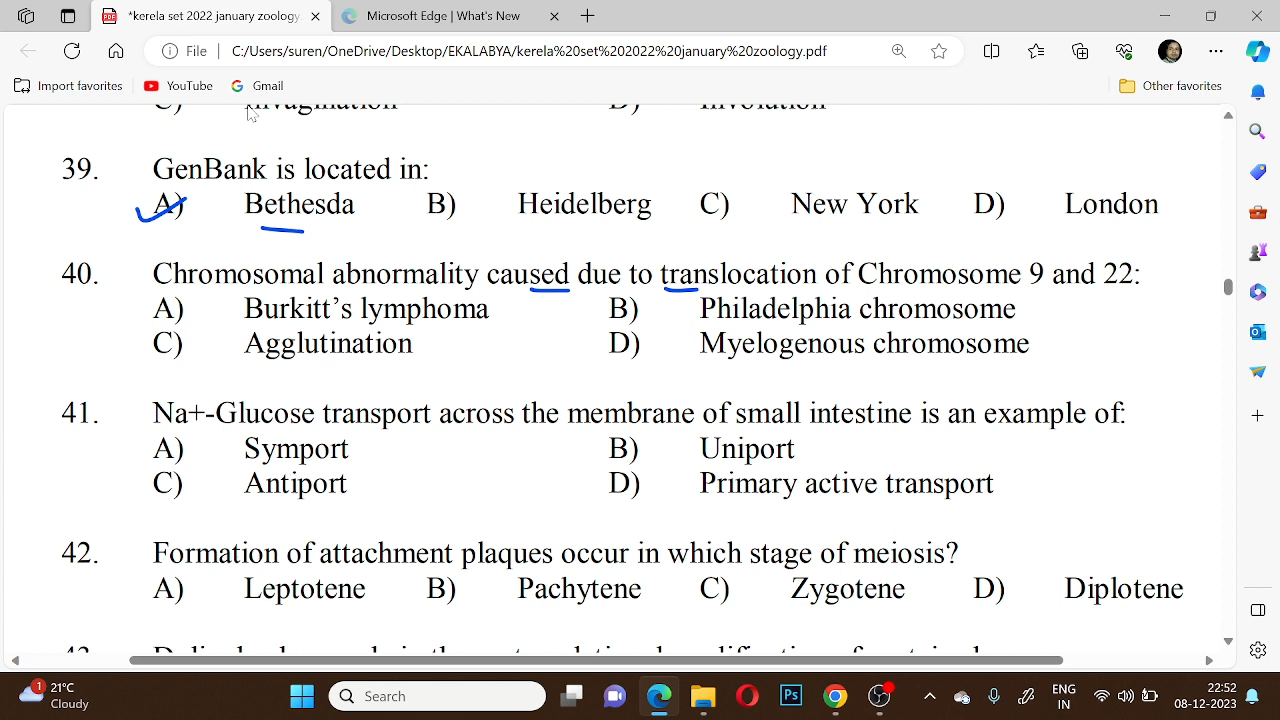 *kerela set 2022 january zoology.
Microsoft Edge | What's New
File
C:/Users/suren/OneDrive/Desktop/EKALABYA/kerela%20set%202022%20january%20zoology.pdf
Import favorites
YouTube
Gmail
Other favorites
C) Invagination D) Involution
39. GenBank is located in:
A) Bethesda B) Heidelberg C) New York D) London
40. Chromosomal abnormality caused due to translocation of Chromosome 9 and 22:
A) Burkitt's lymphoma B) Philadelphia chromosome
C) Agglutination D) Myelogenous chromosome
41. Na+-Glucose transport across the membrane of small intestine is an example of:
A) Symport B) Uniport
C) Antiport D) Primary active transport
42. Formation of attachment plaques occur in which stage of meiosis?
A) Leptotene B) Pachytene C) Zygotene D) Diplotene
1
21°C
Cloudy
Search
Ps
ENG
IN
22:52
08-12-2023